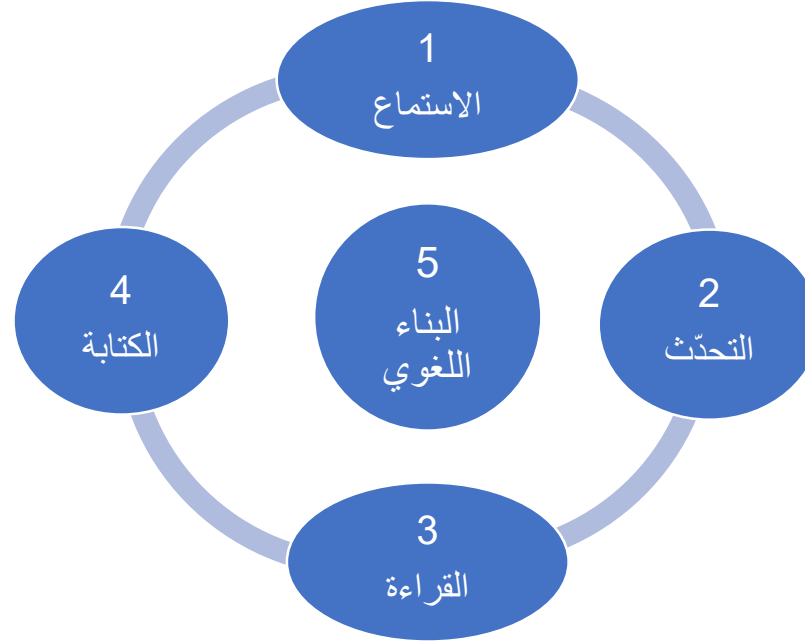 1
الاستماع
2
التحدّث
3
القراءة
4
الكتابة
5
البناء
اللغوي